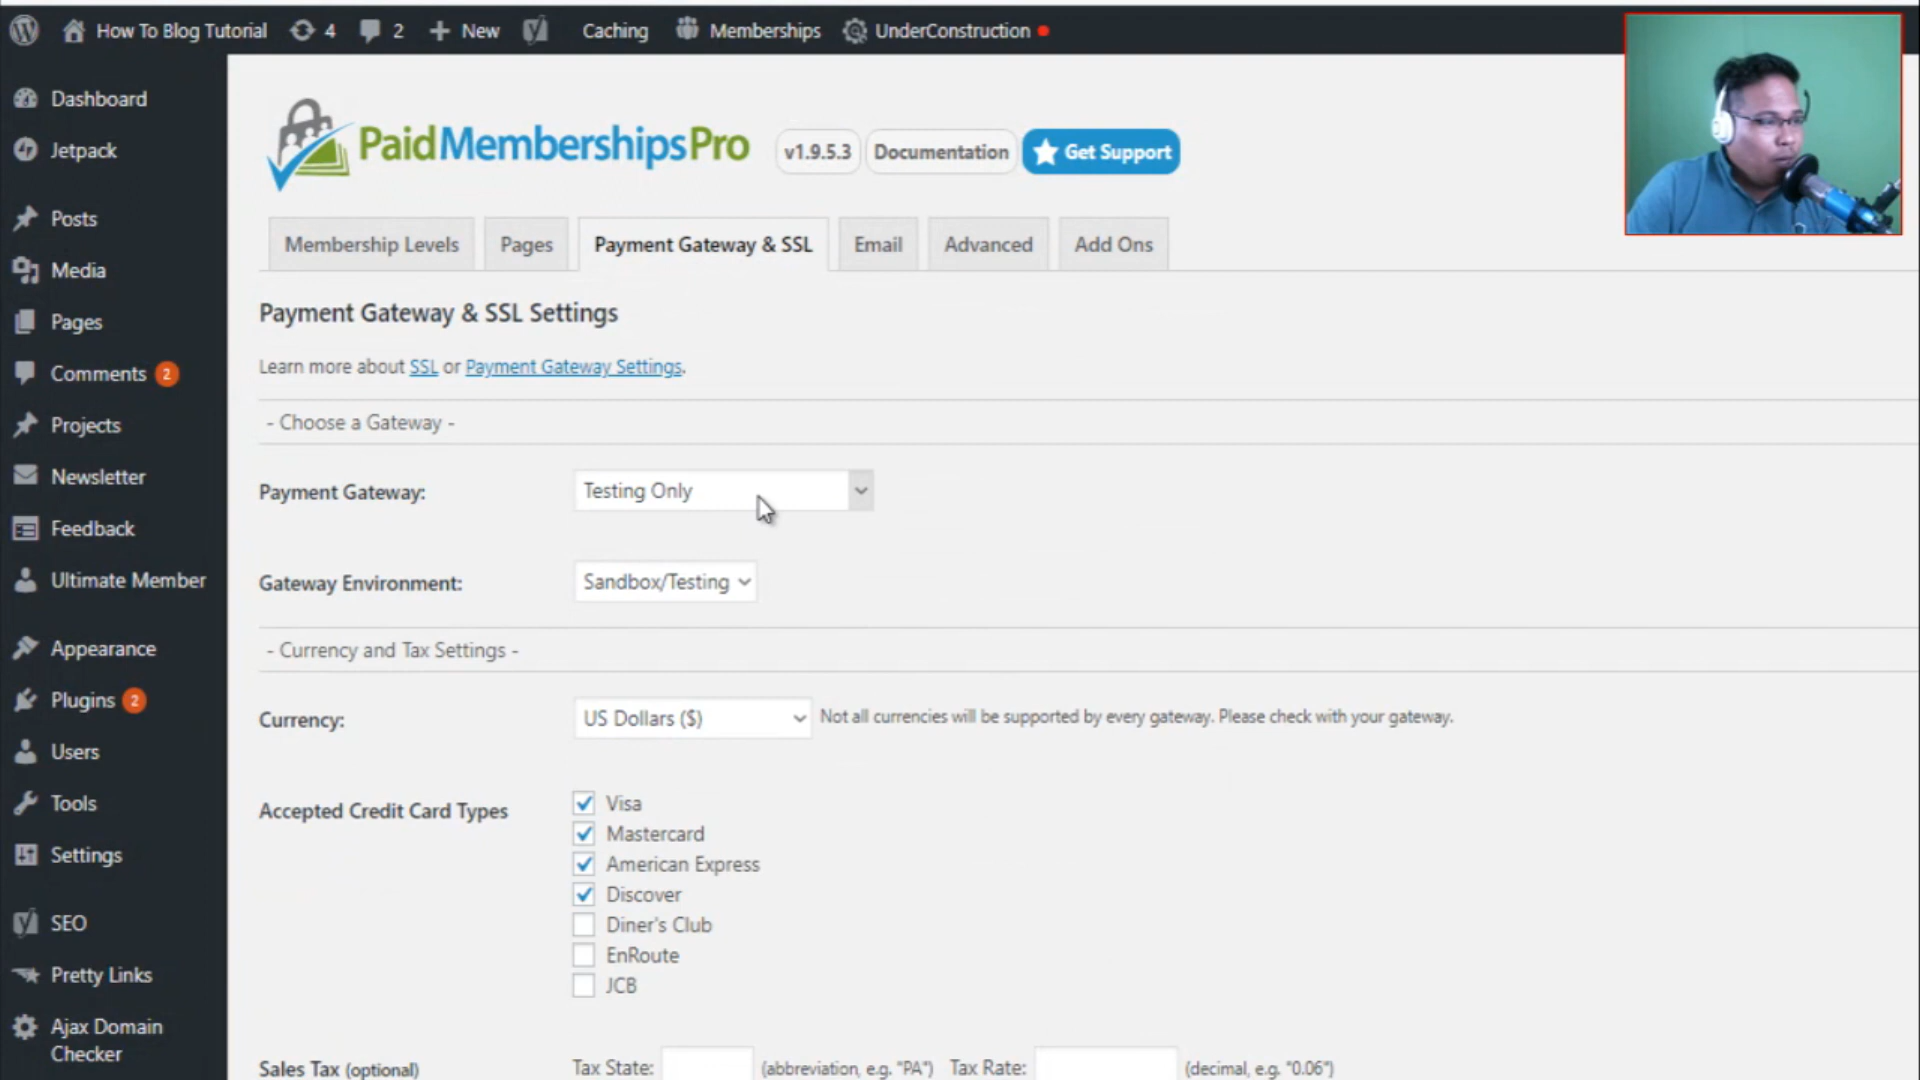 How To Blog Tutorial 4 2 New Caching Memberships UnderConstruction
Dashboard
Jetpack
Posts
Media
Pages
Comments 2
Projects
Newsletter
Feedback
Ultimate Member
Appearance
Plugins 2
Users
Tools
Settings
SEO
Pretty Links
Ajax Domain
Checker
PaidMembershipsPro v1.9.5.3 Documentation Get Support
Membership Levels Pages Payment Gateway & SSL Email Advanced Add Ons
Payment Gateway & SSL Settings
Learn more about SSL or Payment Gateway Settings.
- Choose a Gateway -
Payment Gateway: Testing Only
Gateway Environment: Sandbox/Testing
- Currency and Tax Settings -
Currency: US Dollars ($) Not all currencies will be supported by every gateway. Please check with your gateway.
Accepted Credit Card Types
Visa
Mastercard
American Express
Discover
Diner's Club
EnRoute
JCB
Sales Tax (optional) Tax State: (abbreviation, e.g. "PA") Tax Rate: (decimal, e.g. "0.06")